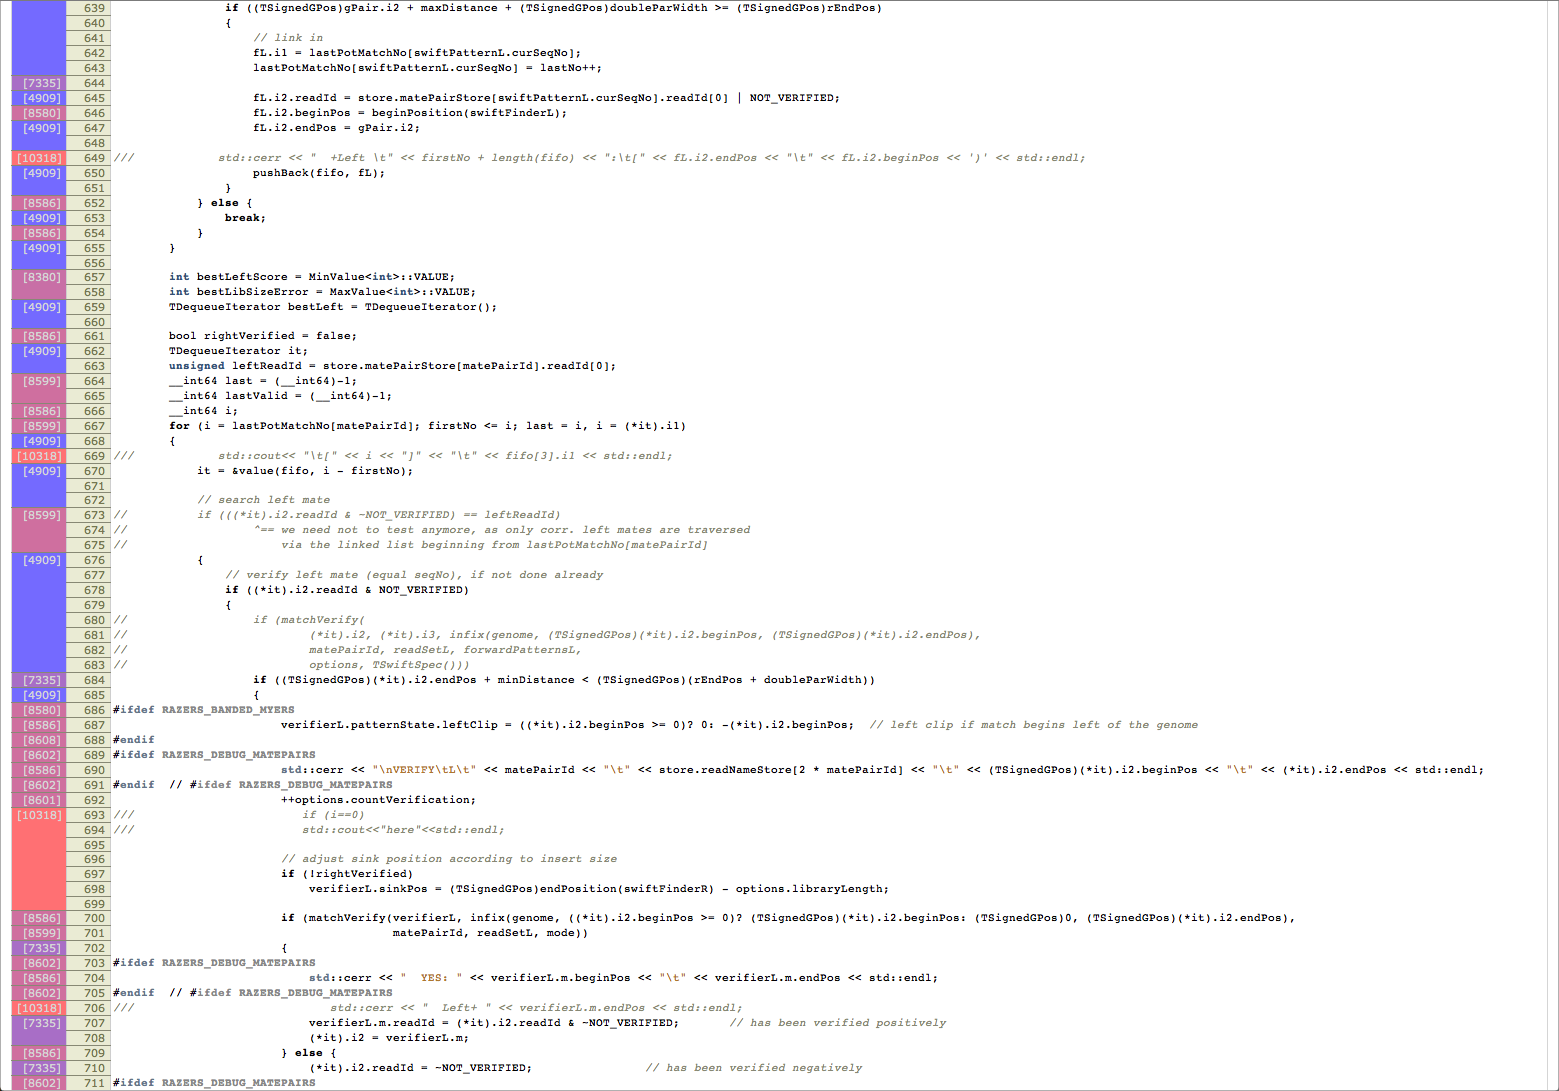 639 if ((TSignedGPos)gPair.i2 + maxDistance + (TSignedGPos)doubleParWidth >= (TSignedGPos)rEndPos)
640 {
641 // link in
642 fL.i1 = lastPotMatchNo[swiftPatternL.curSeqNo];
643 lastPotMatchNo[swiftPatternL.curSeqNo] = lastNo++;
[7335] 644
[4909] 645 fL.i2.readId = store.matePairStore[swiftPatternL.curSeqNo].readId[0] | NOT_VERIFIED;
[8580] 646 fL.i2.beginPos = beginPosition(swiftFinderL);
[4909] 647 fL.i2.endPos = gPair.i2;
648
[10318] 649 /// std::cerr << "  +Left \t" << firstNo + length(fifo) << ":\t[" << fL.i2.endPos << "\t" << fL.i2.beginPos << ')' << std::endl;
[4909] 650 pushBack(fifo, fL);
651 }
[8586] 652 } else {
[4909] 653 break;
[8586] 654 }
[4909] 655 }
656
[8380] 657 int bestLeftScore = MinValue<int>::VALUE;
658 int bestLibSizeError = MaxValue<int>::VALUE;
[4909] 659 TDequeueIterator bestLeft = TDequeueIterator();
660
[8586] 661 bool rightVerified = false;
[4909] 662 TDequeueIterator it;
663 unsigned leftReadId = store.matePairStore[matePairId].readId[0];
[8599] 664 __int64 last = (__int64)-1;
665 __int64 lastValid = (__int64)-1;
[8586] 666 __int64 i;
[8599] 667 for (i = lastPotMatchNo[matePairId]; firstNo <= i; last = i, i = (*it).i1)
[4909] 668 {
[10318] 669 /// std::cout<< "\t[" << i << "]" << "\t" << fifo[3].i1 << std::endl;
[4909] 670 it = &value(fifo, i - firstNo);
671
672 // search left mate
[8599] 673 // if (((*it).i2.readId & ~NOT_VERIFIED) == leftReadId)
674 // ^== we need not to test anymore, as only corr. left mates are traversed
675 // via the linked list beginning from lastPotMatchNo[matePairId]
[4909] 676 {
677 // verify left mate (equal seqNo), if not done already
678 if ((*it).i2.readId & NOT_VERIFIED)
679 {
680 // if (matchVerify(
681 // (*it).i2, (*it).i3, infix(genome, (TSignedGPos)(*it).i2.beginPos, (TSignedGPos)(*it).i2.endPos),
682 // matePairId, readSetL, forwardPatternsL,
683 // options, TSwiftSpec()))
[7335] 684 if ((TSignedGPos)(*it).i2.endPos + minDistance < (TSignedGPos)(rEndPos + doubleParWidth))
[4909] 685 {
[8580] 686 #ifdef RAZERS_BANDED_MYERS
[8586] 687 verifierL.patternState.leftClip = ((*it).i2.beginPos >= 0)? 0: -(*it).i2.beginPos;  // left clip if match begins left of the genome
[8608] 688 #endif
[8602] 689 #ifdef RAZERS_DEBUG_MATEPAIRS
[8586] 690 std::cerr << "\nVERIFY\tL\t" << matePairId << "\t" << store.readNameStore[2 * matePairId] << "\t" << (TSignedGPos)(*it).i2.beginPos << "\t" << (*it).i2.endPos << std::endl;
[8602] 691 #endif  // #ifdef RAZERS_DEBUG_MATEPAIRS
[8601] 692 ++options.countVerification;
[10318] 693 /// if (i==0)
694 /// std::cout<<"here"<<std::endl;
695
696 // adjust sink position according to insert size
697 if (!rightVerified)
698 verifierL.sinkPos = (TSignedGPos)endPosition(swiftFinderR) - options.libraryLength;
699
[8586] 700 if (matchVerify(verifierL, infix(genome, ((*it).i2.beginPos >= 0)? (TSignedGPos)(*it).i2.beginPos: (TSignedGPos)0, (TSignedGPos)(*it).i2.endPos),
[8599] 701 matePairId, readSetL, mode))
[7335] 702 {
[8602] 703 #ifdef RAZERS_DEBUG_MATEPAIRS
[8586] 704 std::cerr << "  YES: " << verifierL.m.beginPos << "\t" << verifierL.m.endPos << std::endl;
[8602] 705 #endif  // #ifdef RAZERS_DEBUG_MATEPAIRS
[10318] 706 /// std::cerr << "  Left+ " << verifierL.m.endPos << std::endl;
[7335] 707 verifierL.m.readId = (*it).i2.readId & ~NOT_VERIFIED; // has been verified positively
708 (*it).i2 = verifierL.m;
[8586] 709 } else {
[7335] 710 (*it).i2.readId = ~NOT_VERIFIED; // has been verified negatively
[8602] 711 #ifdef RAZERS_DEBUG_MATEPAIRS